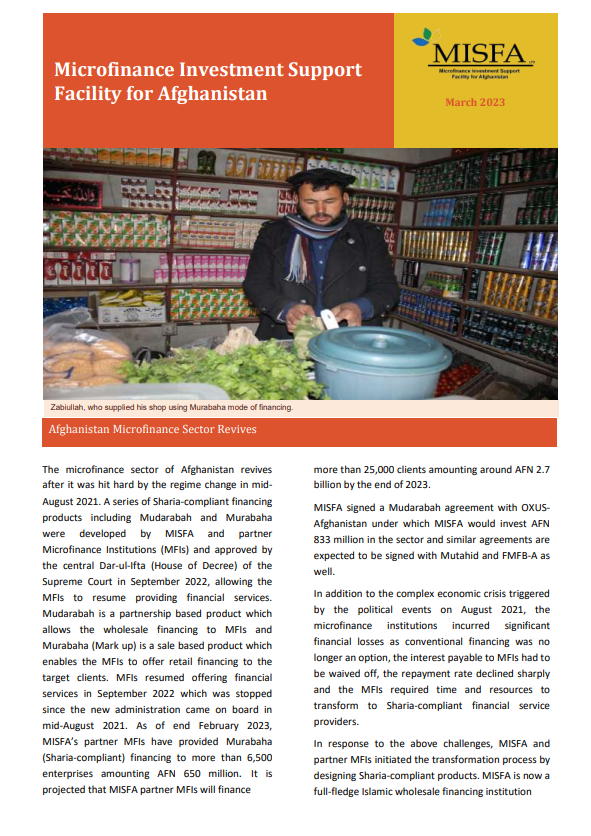 Microfinance Investment Support
Facility for Afghanistan
MISFA LTD
Microfinance Investment Support
Facility for Afghanistan
March 2023
Zabiullah, who supplied his shop using Murabaha mode of financing.
Afghanistan Microfinance Sector Revives
The microfinance sector of Afghanistan revives
after it was hit hard by the regime change in mid-
August 2021. A series of Sharia-compliant financing
products including Mudarabah and Murabaha
were developed by MISFA and partner
Microfinance Institutions (MFIs) and approved by
the central Dar-ul-Ifta (House of Decree) of the
Supreme Court in September 2022, allowing the
MFIs to resume providing financial services.
Mudarabah is a partnership based product which
allows the wholesale financing to MFIs and
Murabaha (Mark up) is a sale based product which
enables the MFIs to offer retail financing to the
target clients. MFIs resumed offering financial
services in September 2022 which was stopped
since the new administration came on board in
mid-August 2021. As of end February 2023,
MISFA's partner MFIs have provided Murabaha
(Sharia-compliant) financing to more than 6,500
enterprises amounting AFN 650 million. It is
projected that MISFA partner MFIs will finance
more than 25,000 clients amounting around AFN 2.7
billion by the end of 2023.
MISFA signed a Mudarabah agreement with OXUS-
Afghanistan under which MISFA would invest AFN
833 million in the sector and similar agreements are
expected to be signed with Mutahid and FMFB-A as
well.
In addition to the complex economic crisis triggered
by the political events on August 2021, the
microfinance institutions incurred significant
financial losses as conventional financing was no
longer an option, the interest payable to MFIs had to
be waived off, the repayment rate declined sharply
and the MFIs required time and resources to
transform to Sharia-compliant financial service
providers.
In response to the above challenges, MISFA and
partner MFIs initiated the transformation process by
designing Sharia-compliant products. MISFA is now a
full-fledge Islamic wholesale financing institution